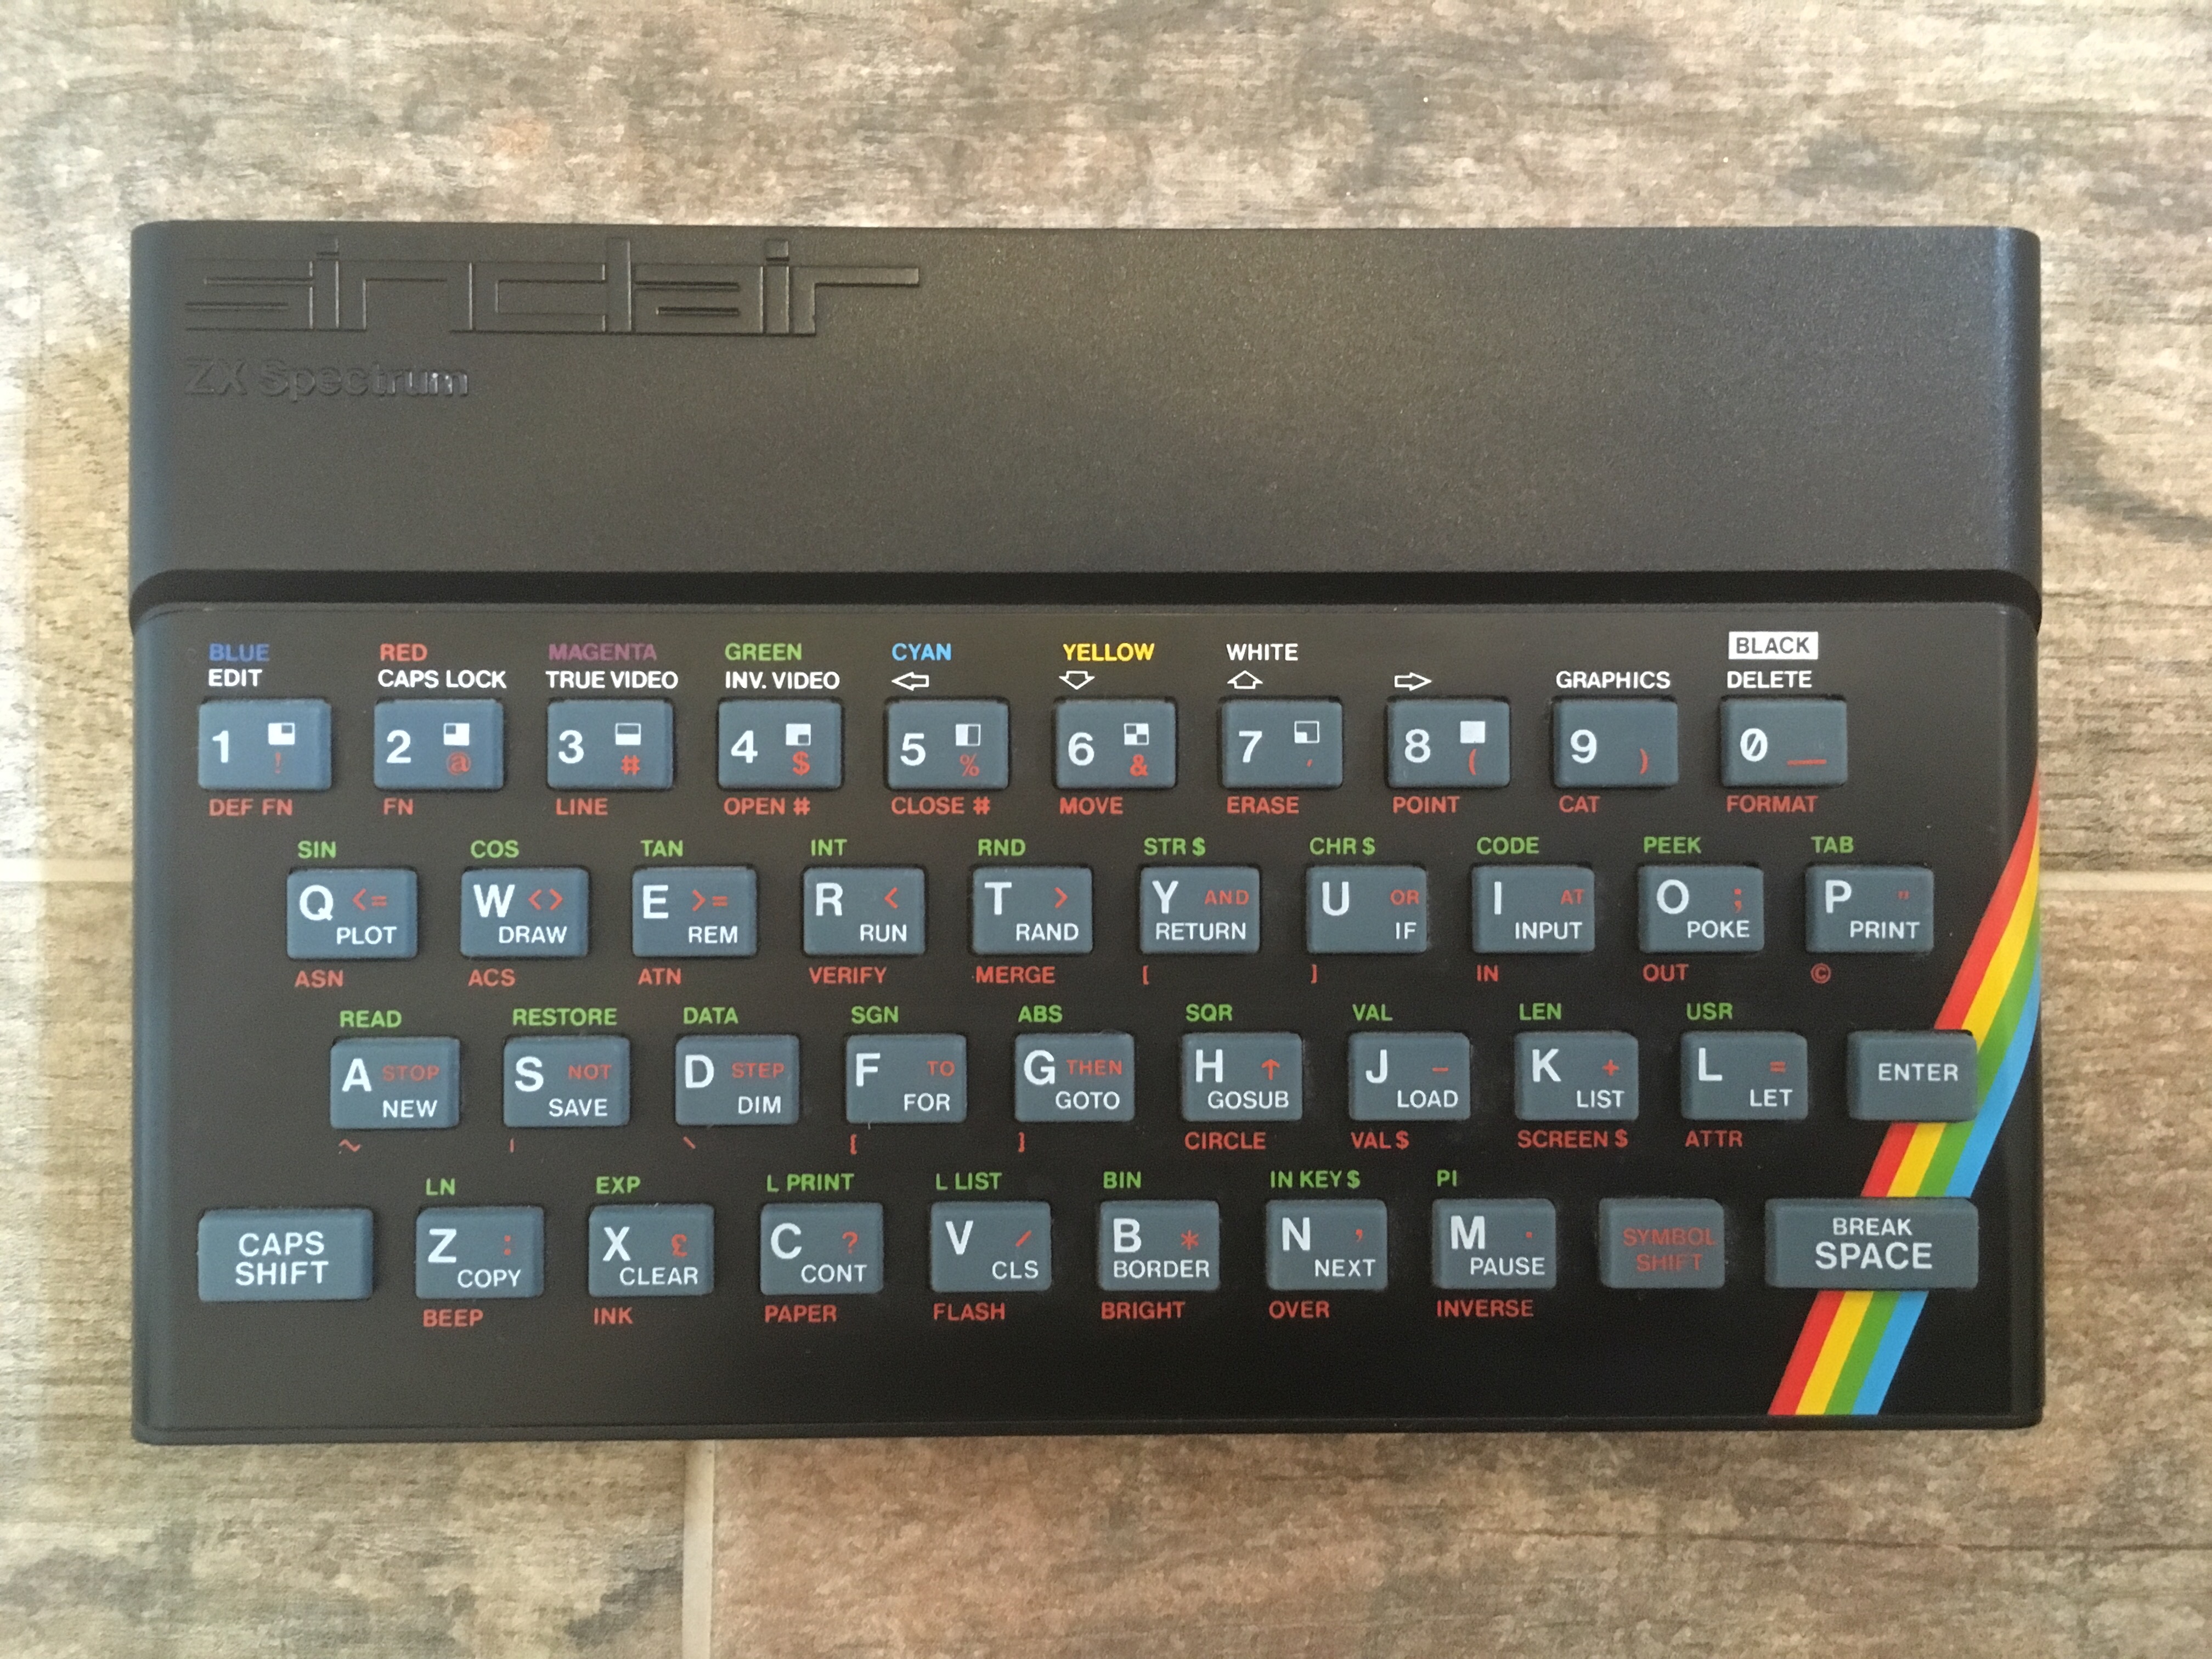 sinclair
ZX Spectrum
BLUE RED MAGENTA GREEN CYAN YELLOW WHITE BLACK
EDIT CAPS LOCK TRUE VIDEO INV. VIDEO ⇦ ⇩ ⇧ ⇨ GRAPHICS DELETE
1 ! 2 @ 3 # 4 $ 5 % 6 & 7 ' 8 ( 9 ) 0 _
DEF FN FN LINE OPEN # CLOSE # MOVE ERASE POINT CAT FORMAT
SIN COS TAN INT RND STR $ CHR $ CODE PEEK TAB
Q <= W <> E >= R < T > Y AND U OR I AT O ; P "
PLOT DRAW REM RUN RAND RETURN IF INPUT POKE PRINT
ASN ACS ATN VERIFY MERGE [ ] IN OUT ©
READ RESTORE DATA SGN ABS SQR VAL LEN USR
A STOP S NOT D STEP F TO G THEN H ↑ J − K + L = ENTER
NEW SAVE DIM FOR GOTO GOSUB LOAD LIST LET
~ | \ { } CIRCLE VAL $ SCREEN $ ATTR
LN EXP L PRINT L LIST BIN IN KEY $ PI
CAPS Z : X £ C ? V / B * N , M . SYMBOL BREAK
SHIFT COPY CLEAR CONT CLS BORDER NEXT PAUSE SHIFT SPACE
BEEP INK PAPER FLASH BRIGHT OVER INVERSE